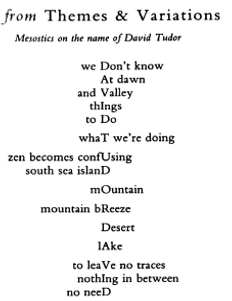 from Themes & Variations
Mesostics on the name of David Tudor
we Don't know
At dawn
and Valley
thIngs
to Do
whaT we're doing
zen becomes confUsing
south sea islanD
mOuntain
mountain bReeze
Desert
lAke
to leaVe no traces
nothIng in between
no neeD